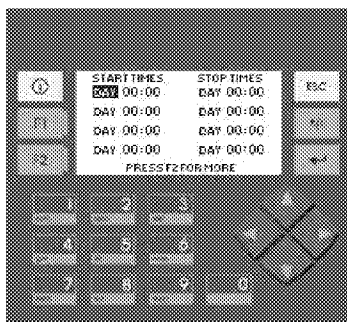 START TIMES STOP TIMES
DAY 00:00 DAY 00:00
DAY 00:00 DAY 00:00
DAY 00:00 DAY 00:00
DAY 00:00 DAY 00:00
PRESS F2 FOR MORE
ESC
F1
F2
1 2 3
4 5 6
7 8 9 0